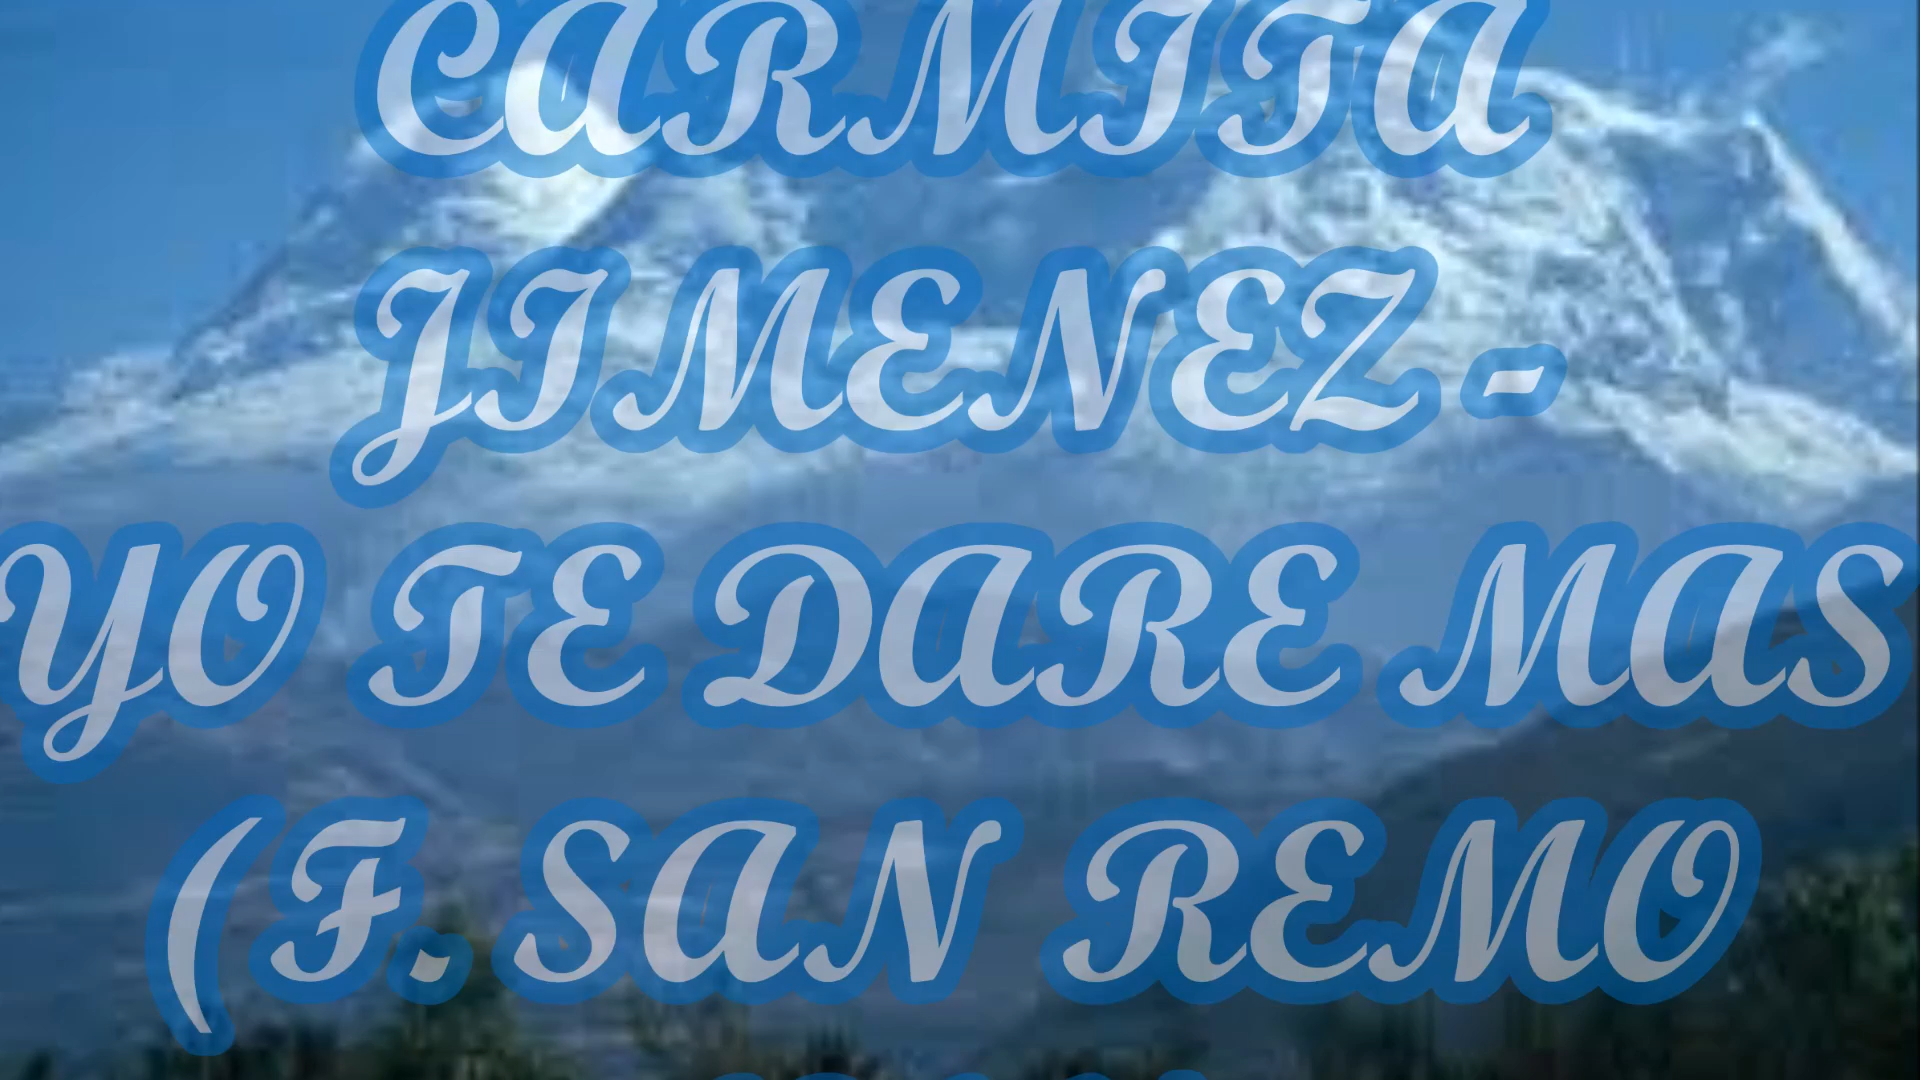 CARMITA
JIMENEZ -
YO TE DARE MAS
(F. SAN REMO